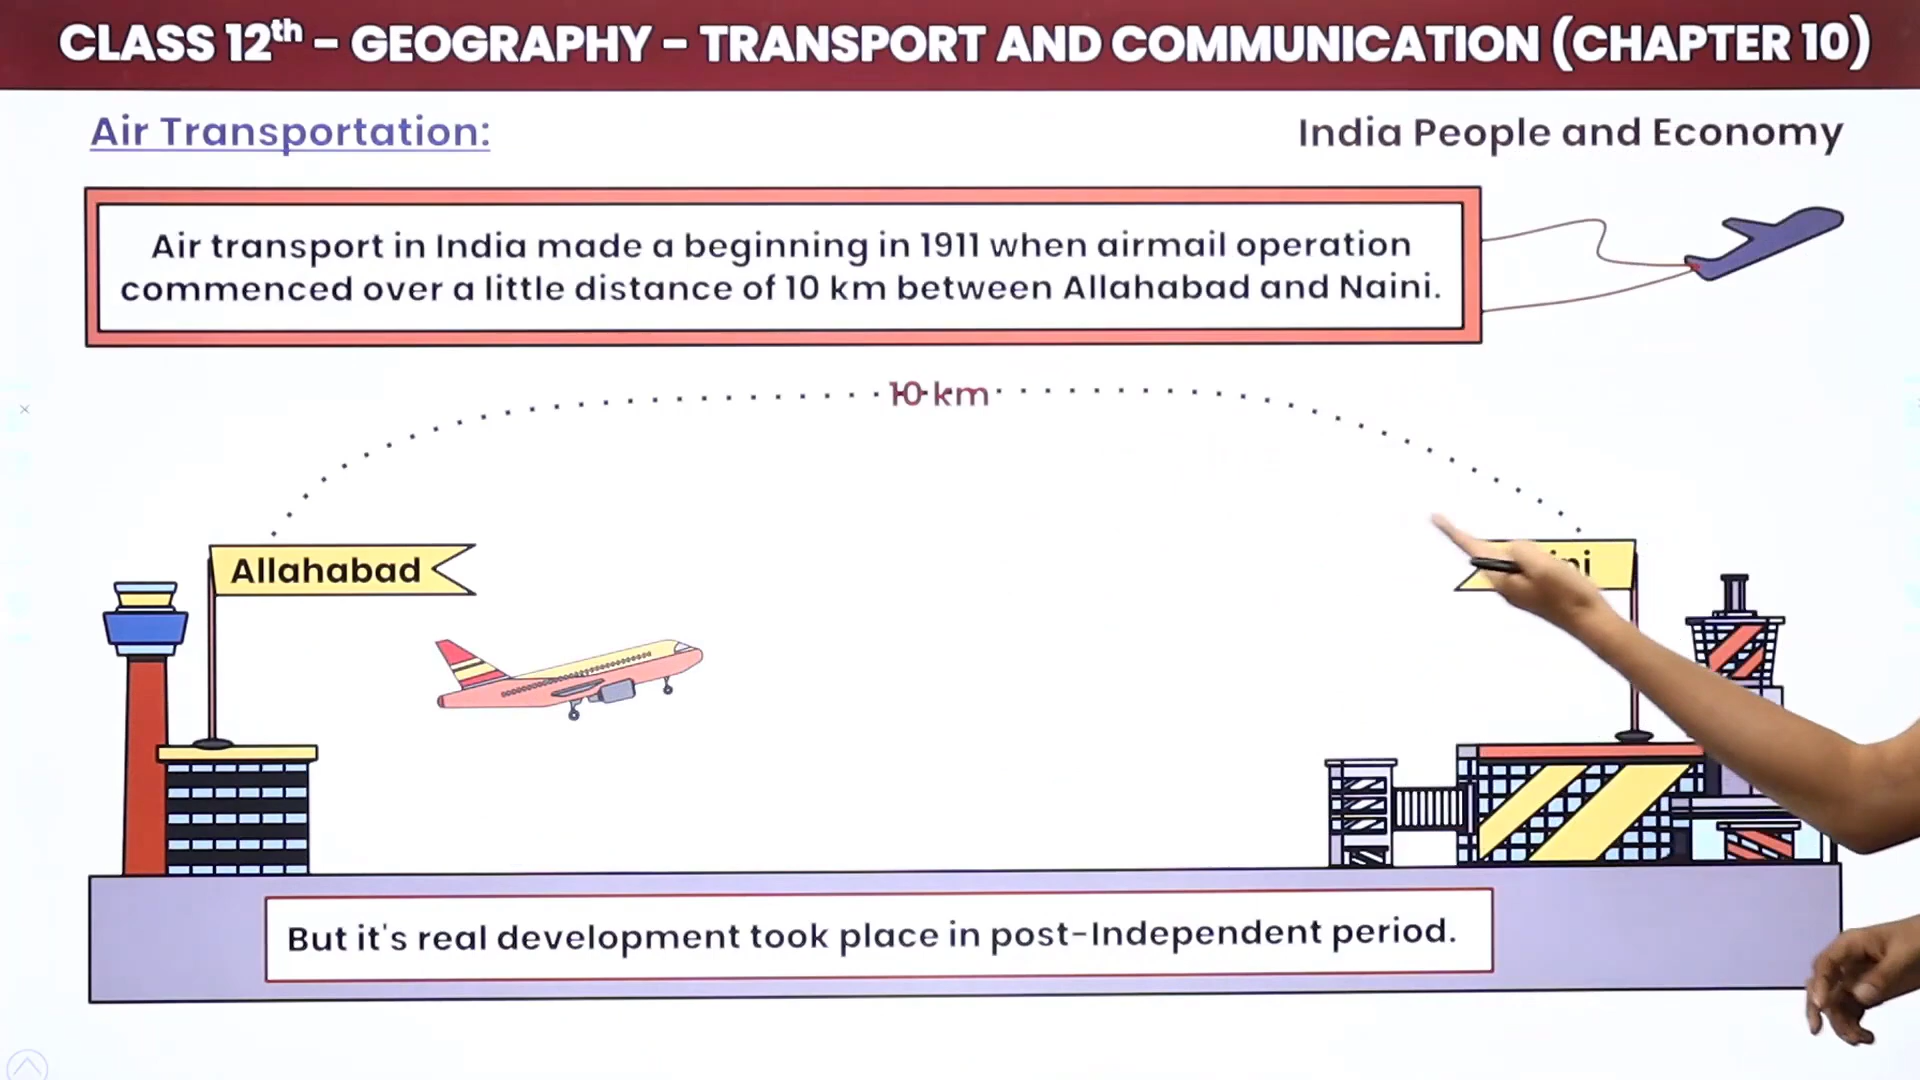 CLASS 12th - GEOGRAPHY - TRANSPORT AND COMMUNICATION (CHAPTER 10)
Air Transportation:
India People and Economy
Air transport in India made a beginning in 1911 when airmail operation
commenced over a little distance of 10 km between Allahabad and Naini.
10 km
Allahabad
But it's real development took place in post-Independent period.